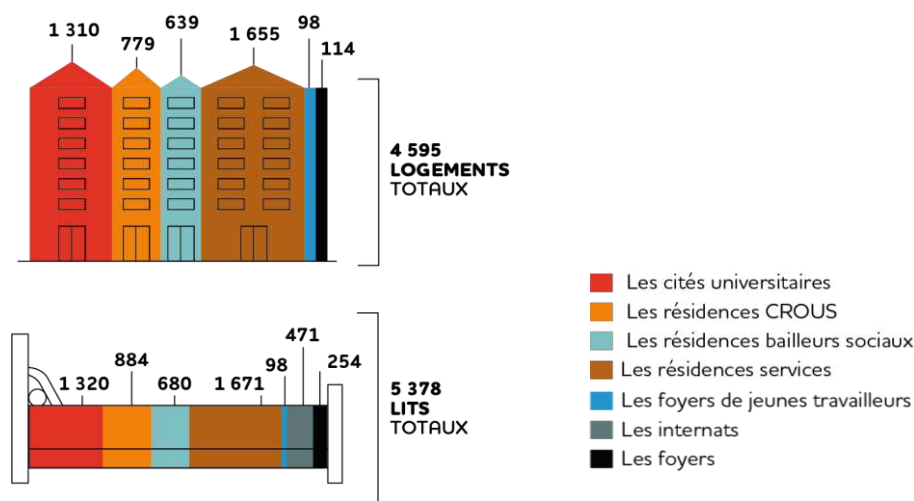 1 310
779
639
1 655
98
114
4 595
LOGEMENTS
TOTAUX
Les cités universitaires
Les résidences CROUS
Les résidences bailleurs sociaux
Les résidences services
Les foyers de jeunes travailleurs
Les internats
Les foyers
1 320
884
680
1 671
98
471
254
5 378
LITS
TOTAUX